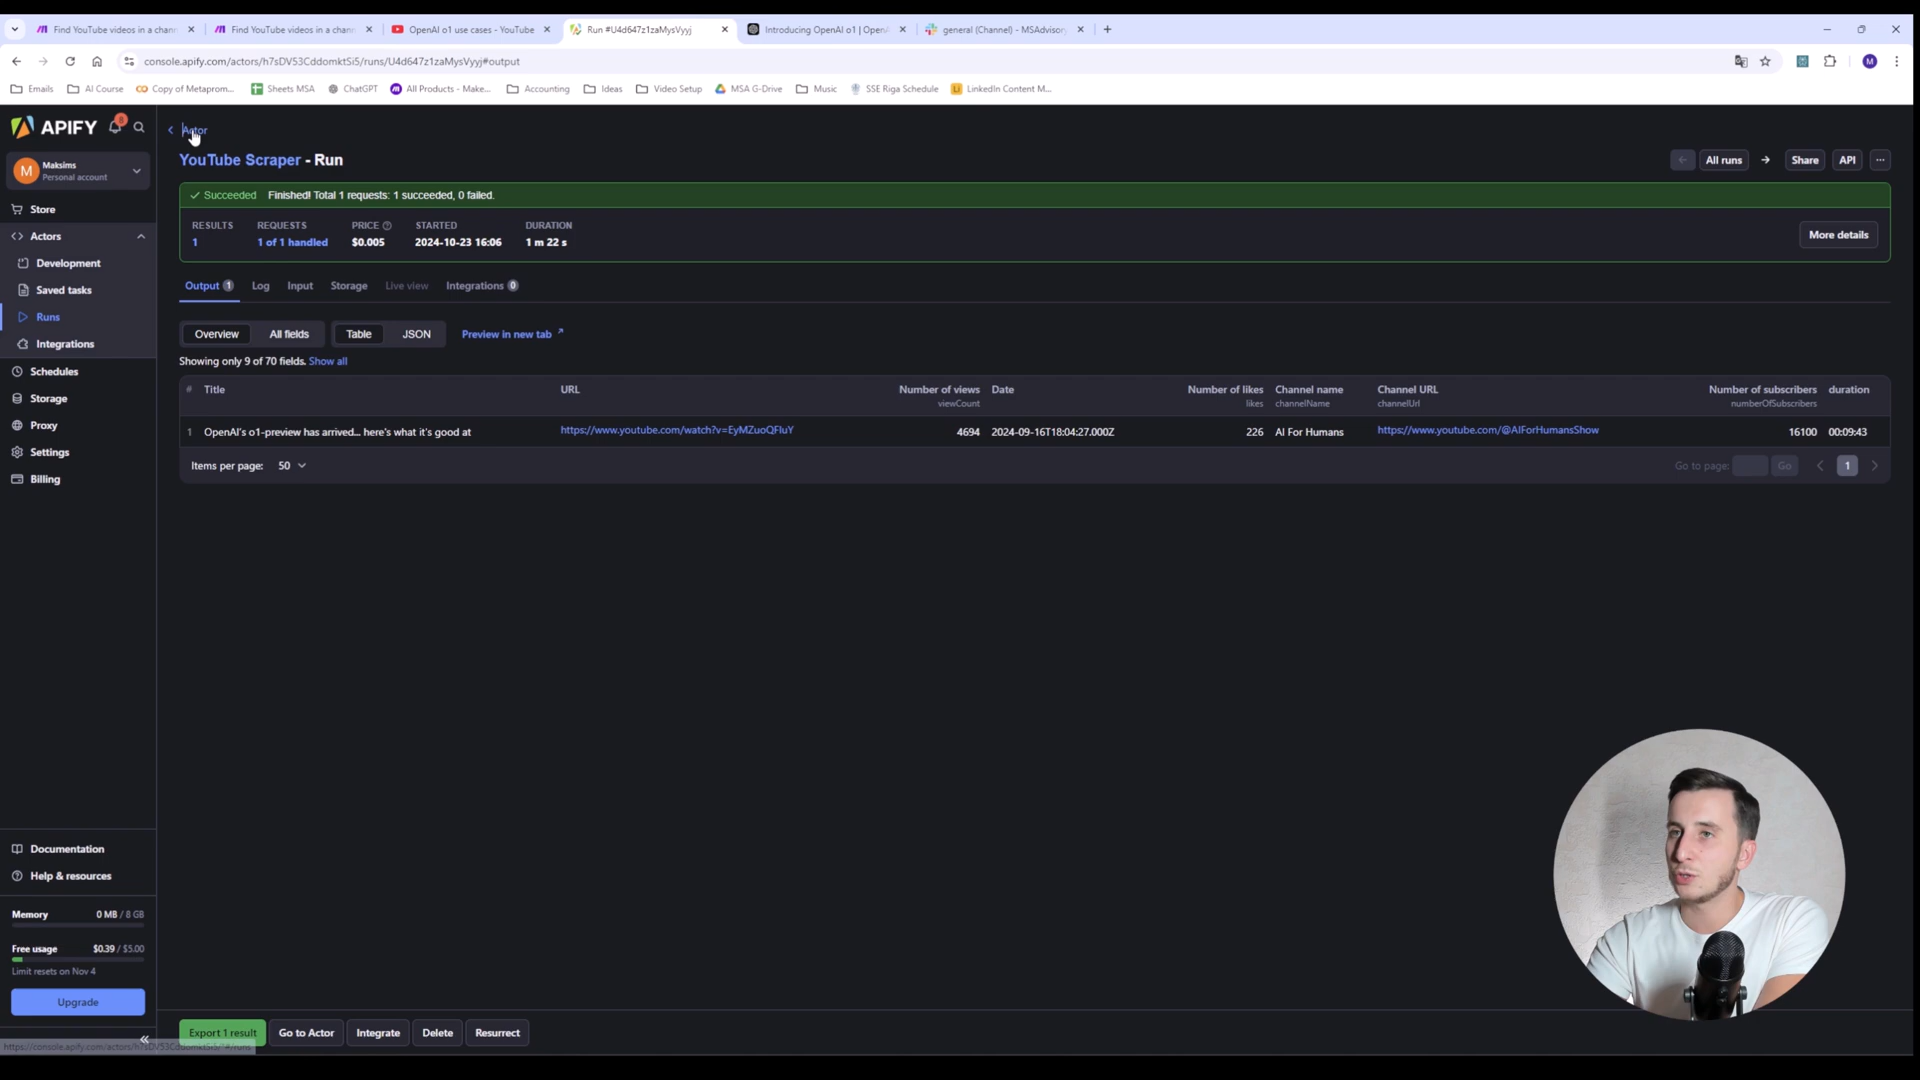 Find YouTube videos in a chann
Find YouTube videos in a chann
OpenAI o1 use cases - YouTube
Run #U4d647z1zaMysVyyj
Introducing OpenAI o1 | OpenA
general (Channel) - MSAdvisory
console.apify.com/actors/h7sDV53CddomktSi5/runs/U4d647z1zaMysVyyj#output
M
Emails
AI Course
Copy of Metaprom...
Sheets MSA
ChatGPT
All Products - Make...
Accounting
Ideas
Video Setup
MSA G-Drive
Music
SSE Riga Schedule
LinkedIn Content M...
APIFY
8
M
Maksims
Personal account
Store
Actors
Development
Saved tasks
Runs
Integrations
Schedules
Storage
Proxy
Settings
Billing
Documentation
Help & resources
Memory 0 MB / 8 GB
Free usage $0.39 / $5.00
Limit resets on Nov 4
Upgrade
Actor
YouTube Scraper - Run
All runs
Share
API
Succeeded Finished! Total 1 requests: 1 succeeded, 0 failed.
RESULTS REQUESTS PRICE STARTED DURATION
1 1 of 1 handled $0.005 2024-10-23 16:06 1 m 22 s
More details
Output 1 Log Input Storage Live view Integrations 0
Overview All fields Table JSON Preview in new tab
Showing only 9 of 70 fields. Show all
# Title URL Number of views Date Number of likes Channel name Channel URL Number of subscribers duration
viewCount likes channelName channelUrl numberOfSubscribers
1 OpenAI's o1-preview has arrived... here's what it's good at https://www.youtube.com/watch?v=EyMZuoQFIuY 4694 2024-09-16T18:04:27.000Z 226 AI For Humans https://www.youtube.com/@AIForHumansShow 16100 00:09:43
Items per page: 50
Go to page: Go 1
Export 1 result
Go to Actor
Integrate
Delete
Resurrect